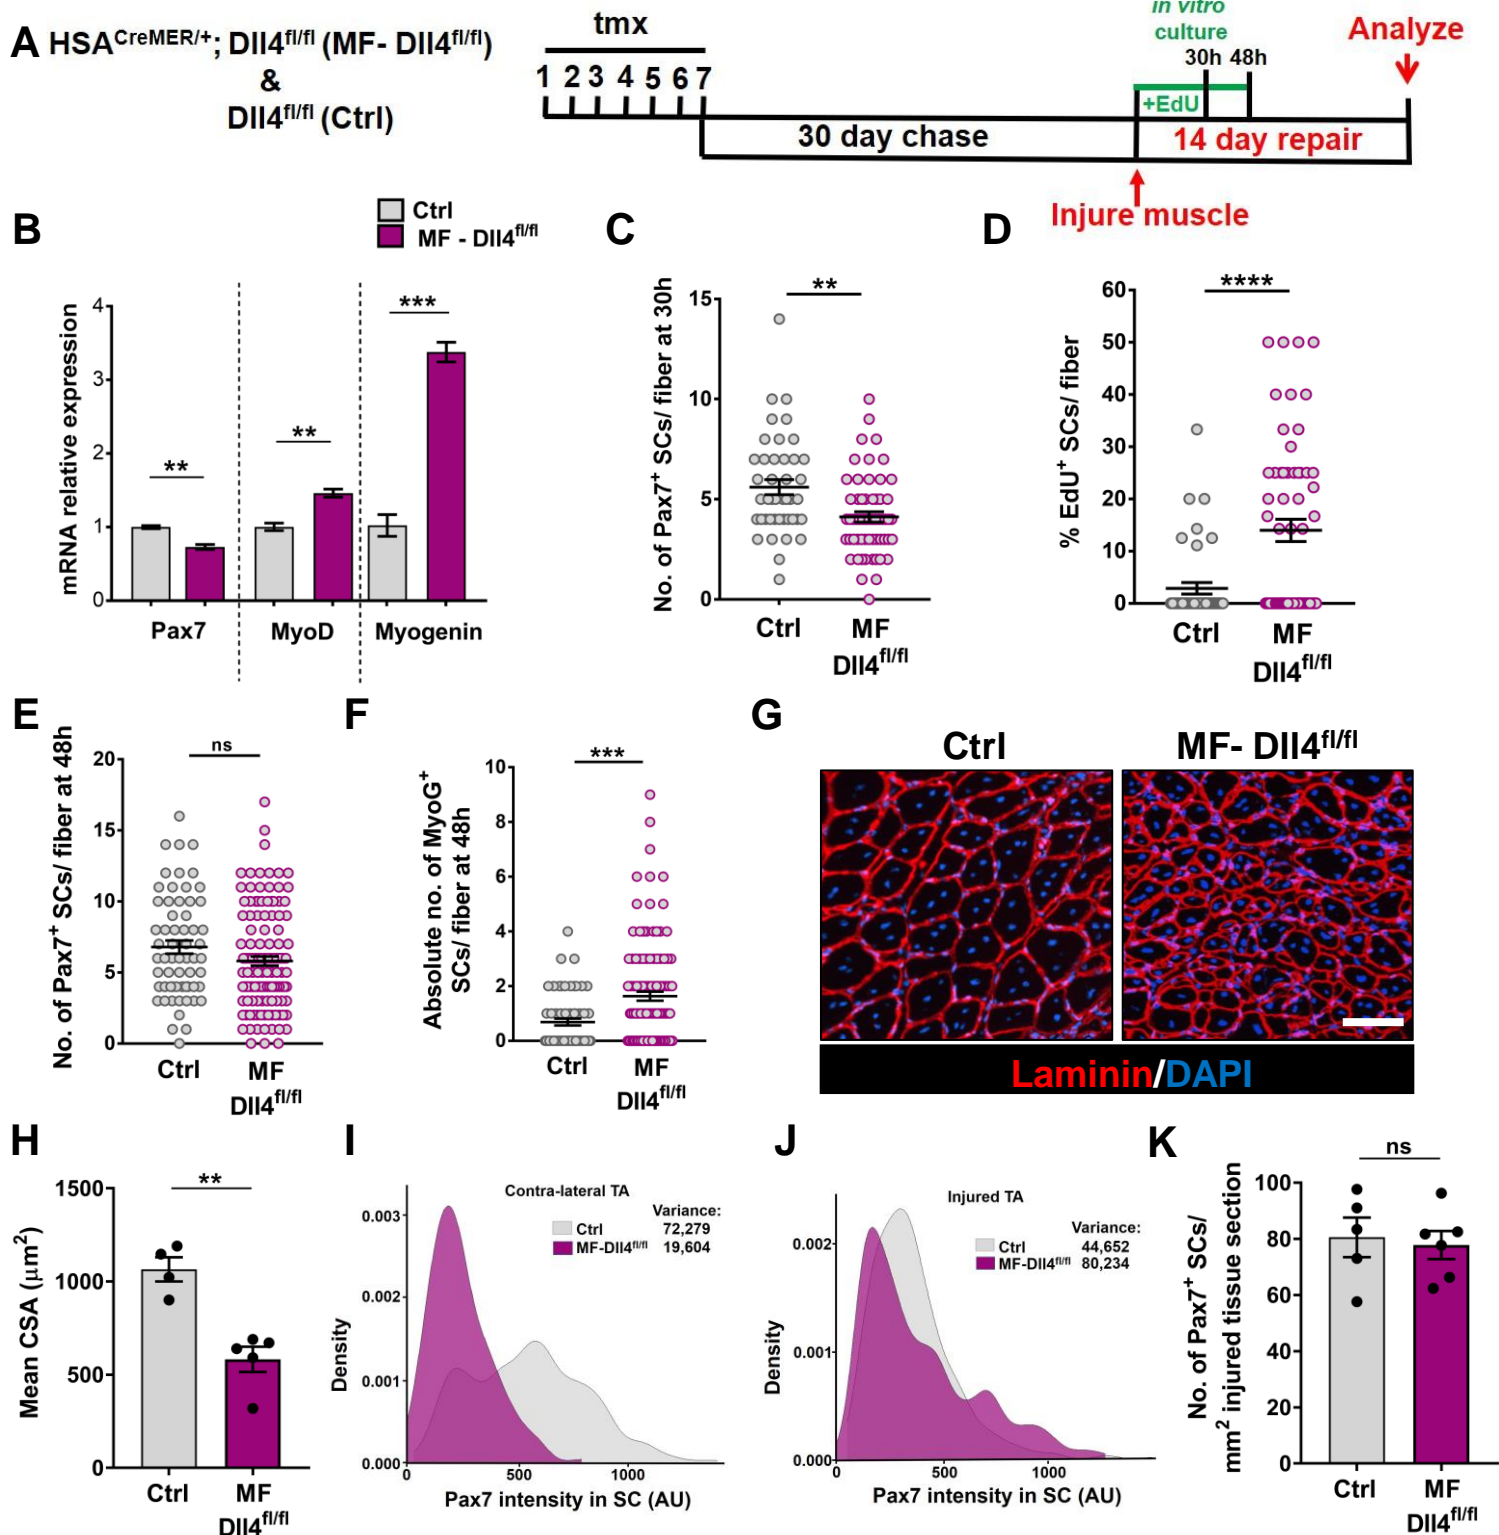 A HSA^CreMER/+; Dll4^fl/fl (MF- Dll4^fl/fl)
&
Dll4^fl/fl (Ctrl)
tmx
1 2 3 4 5 6 7
30 day chase
in vitro
culture
30h 48h
+EdU
14 day repair
Analyze
Injure muscle
B
Ctrl
MF - Dll4^fl/fl
mRNA relative expression
4
3
2
1
0
**
**
***
Pax7 MyoD Myogenin
C
No. of Pax7+ SCs/ fiber at 30h
15
10
5
0
**
Ctrl MF
Dll4^fl/fl
D
% EdU+ SCs/ fiber
60
50
40
30
20
10
0
****
Ctrl MF
Dll4^fl/fl
E
No. of Pax7+ SCs/ fiber at 48h
20
15
10
5
0
ns
Ctrl MF
Dll4^fl/fl
F
Absolute no. of MyoG+
SCs/ fiber at 48h
10
8
6
4
2
0
***
Ctrl MF
Dll4^fl/fl
G
Ctrl MF- Dll4^fl/fl
Laminin/DAPI
H
Mean CSA (μm²)
1500
1000
500
0
**
Ctrl MF
Dll4^fl/fl
I
Contra-lateral TA
Variance:
Ctrl 72,279
MF-Dll4^fl/fl 19,604
Density
0.003
0.002
0.001
0.000
0 500 1000
Pax7 intensity in SC (AU)
J
Injured TA
Variance:
Ctrl 44,652
MF-Dll4^fl/fl 80,234
Density
0.002
0.001
0.000
0 500 1000
Pax7 intensity in SC (AU)
K
No. of Pax7+ SCs/
mm² injured tissue section
100
80
60
40
20
0
ns
Ctrl MF
Dll4^fl/fl